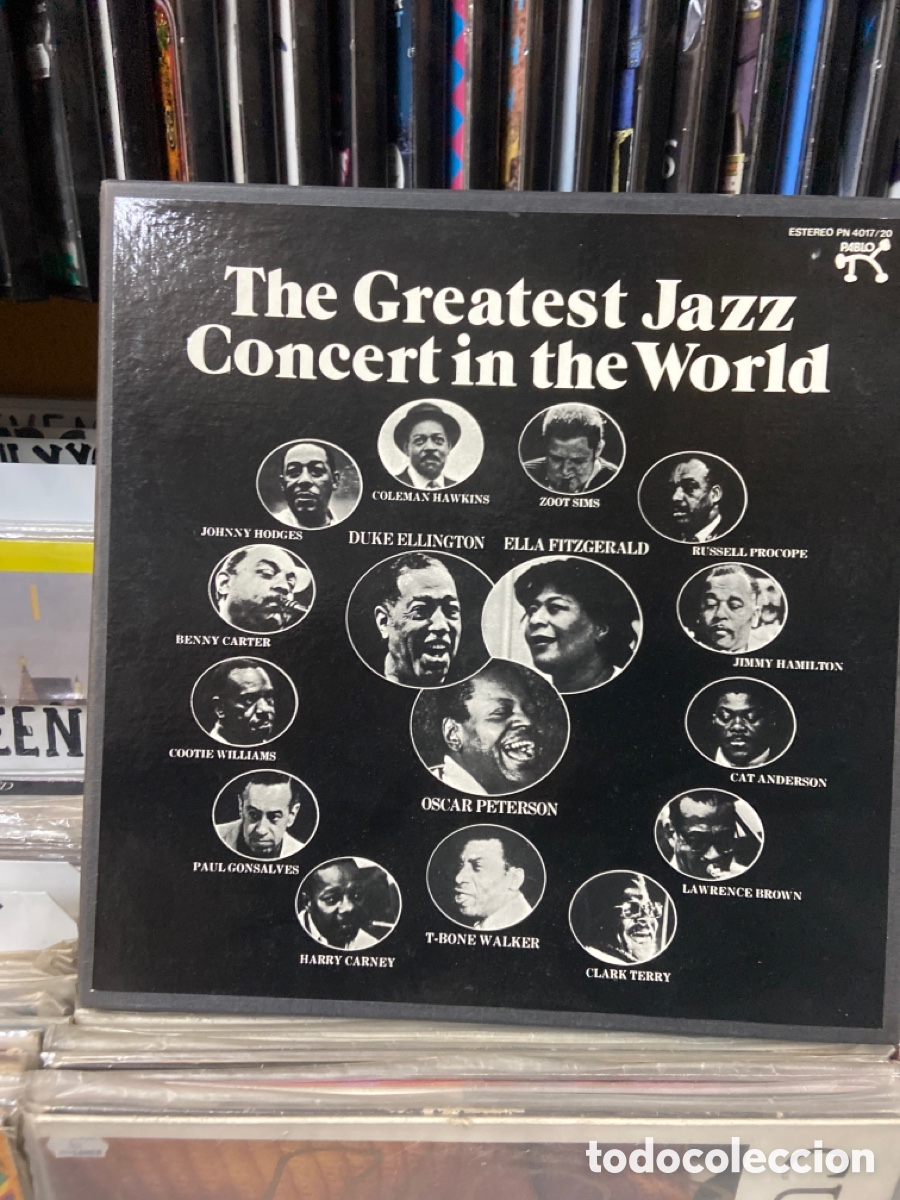 ESTEREO PN 4017/20
PABLO
The Greatest Jazz
Concert in the World
COLEMAN HAWKINS
ZOOT SIMS
JOHNNY HODGES
DUKE ELLINGTON
ELLA FITZGERALD
RUSSELL PROCOPE
BENNY CARTER
JIMMY HAMILTON
COOTIE WILLIAMS
CAT ANDERSON
OSCAR PETERSON
PAUL GONSALVES
LAWRENCE BROWN
T-BONE WALKER
HARRY CARNEY
CLARK TERRY
EEN
todocoleccion.net